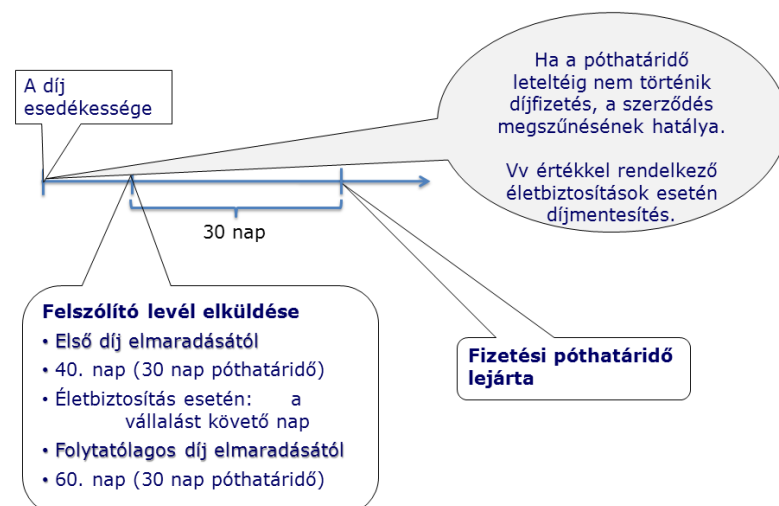 A díj
esedékessége
Ha a póthatáridő
leteltéig nem történik
díjfizetés, a szerződés
megszűnésének hatálya.
Vv értékkel rendelkező
életbiztosítások esetén
díjmentesítés.
30 nap
Felszólító levél elküldése
• Első díj elmaradásától
• 40. nap (30 nap póthatáridő)
• Életbiztosítás esetén: a
vállalást követő nap
• Folytatólagos díj elmaradásától
• 60. nap (30 nap póthatáridő)
Fizetési póthatáridő
lejárta